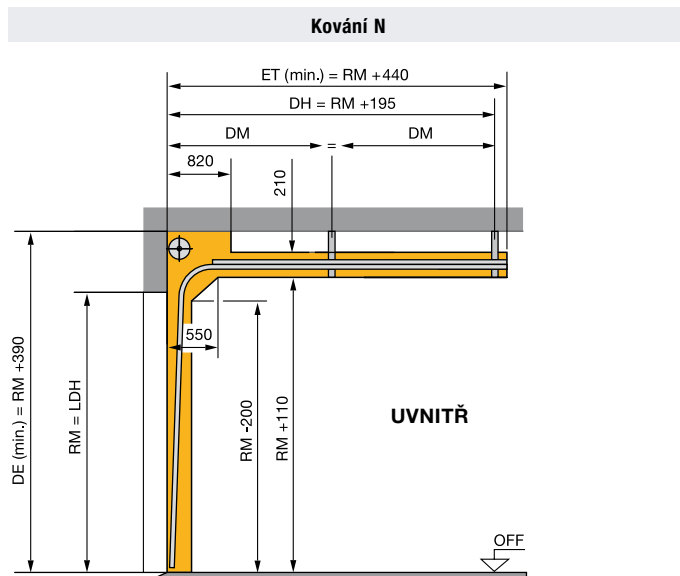 Kování N
ET (min.) = RM +440
DH = RM +195
DM = DM
820
210
550
DE (min.) = RM +390
RM = LDH
RM -200
RM +110
UVNITŘ
OFF